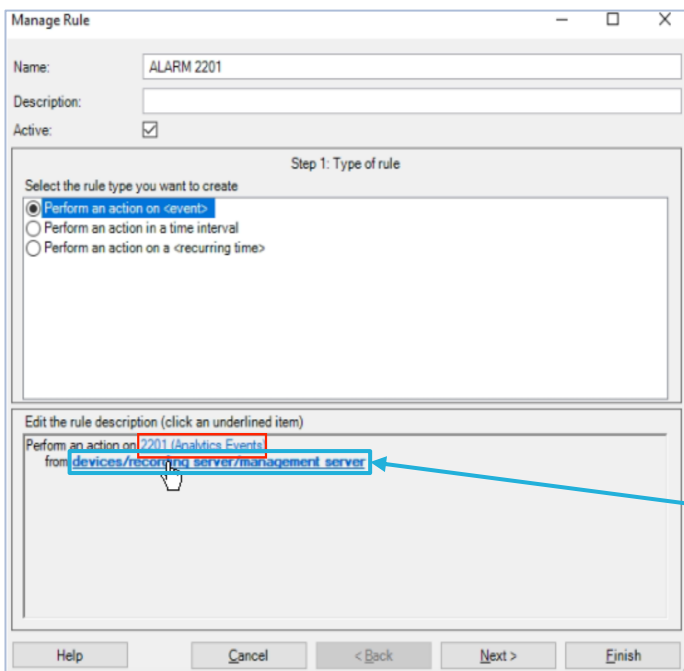 Manage Rule
Name: ALARM 2201
Description:
Active:
Step 1: Type of rule
Select the rule type you want to create
Perform an action on <event>
Perform an action in a time interval
Perform an action on a <recurring time>
Edit the rule description (click an underlined item)
Perform an action on 2201 (Analytics Events)
from devices/recording server/management server
Help Cancel < Back Next > Finish